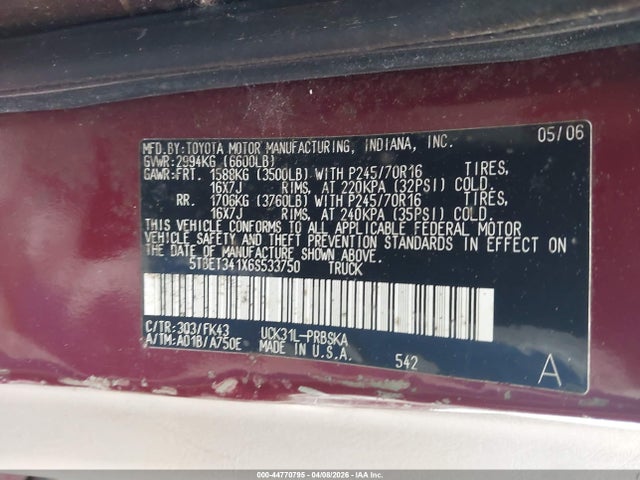 MFD.BY:TOYOTA MOTOR MANUFACTURING, INDIANA, INC. 05/06
GVWR:2994KG (6600LB)
GAWR:FRT. 1588KG (3500LB) WITH P245/70R16 TIRES,
16X7J RIMS, AT 220KPA (32PSI) COLD.
RR. 1706KG (3760LB) WITH P245/70R16 TIRES,
16X7J RIMS, AT 240KPA (35PSI) COLD.
THIS VEHICLE CONFORMS TO ALL APPLICABLE FEDERAL MOTOR
VEHICLE SAFETY AND THEFT PREVENTION STANDARDS IN EFFECT ON
THE DATE OF MANUFACTURE SHOWN ABOVE.
5TBET341X6S533750 TRUCK
C/TR:3Q3/FK43 UCK31L-PRBSKA
A/TM:A01B/A750E MADE IN U.S.A.
542 A
000-44770795 - 04/08/2026 - IAA Inc.